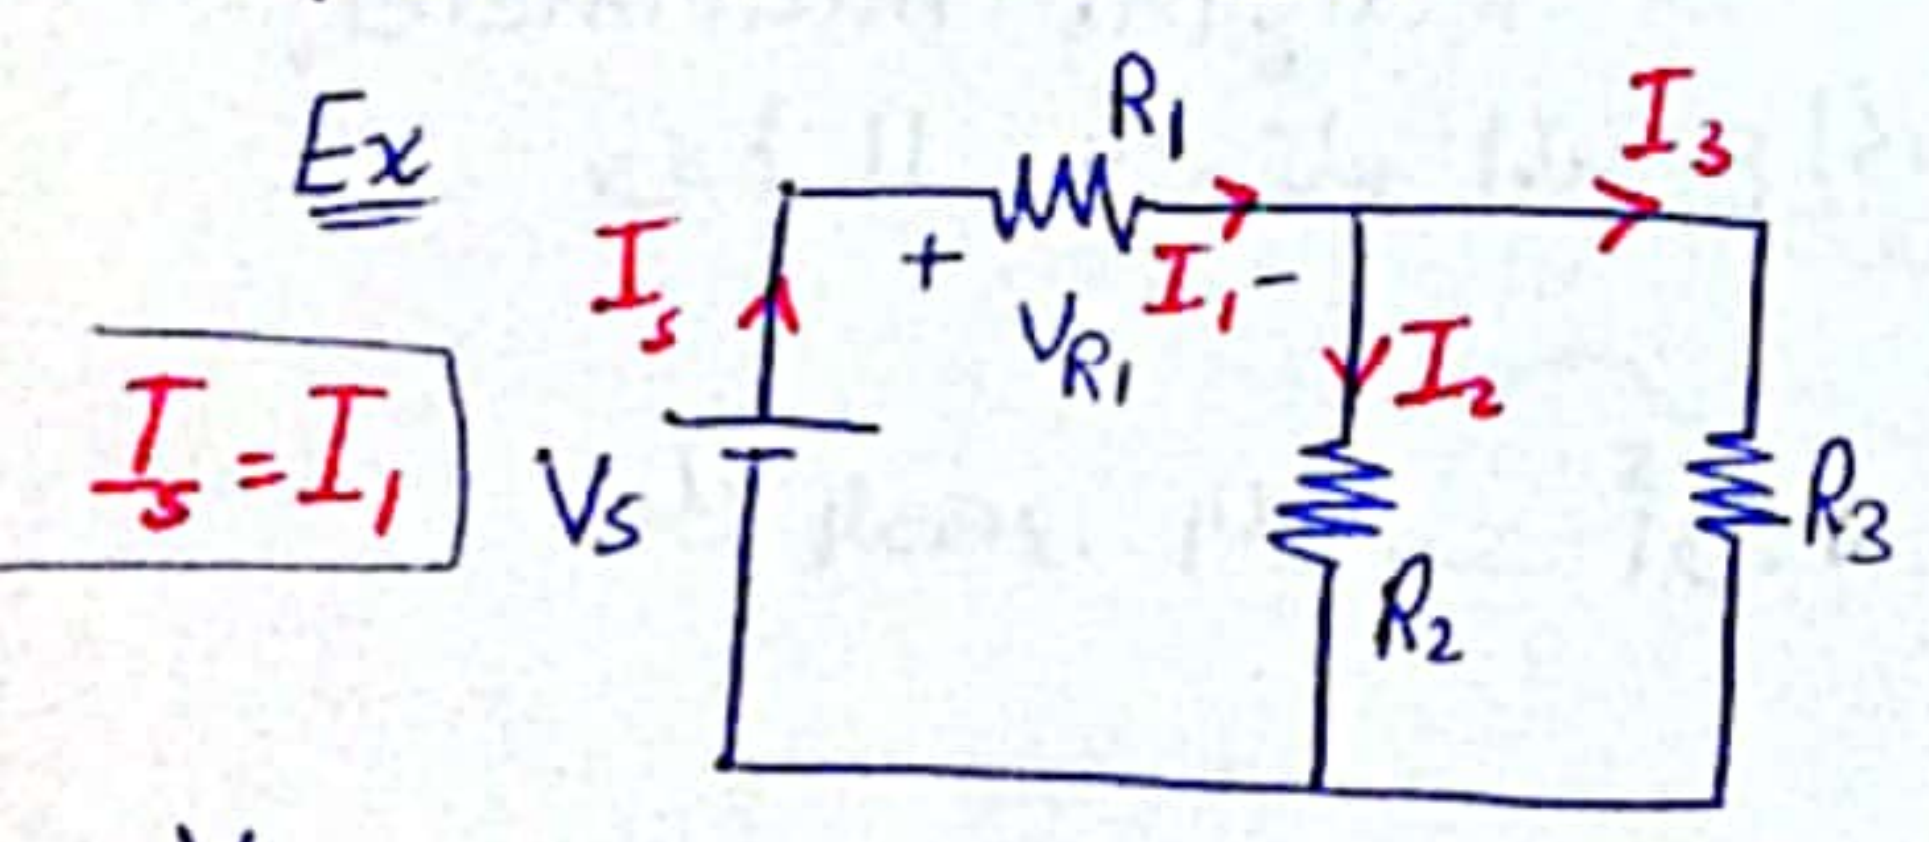 Ex
R1
I3
Is
+
I1
-
VR1
I2
Is = I1
Vs
R3
R2